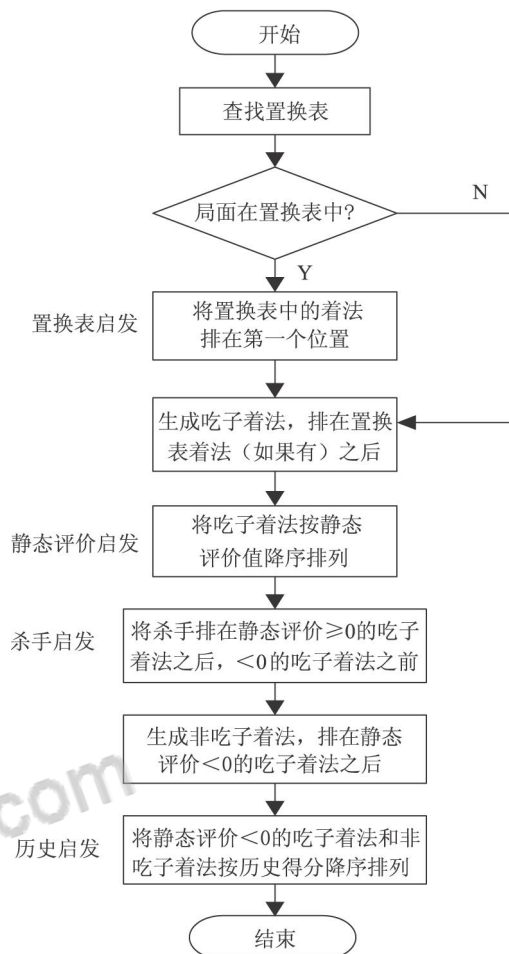 开始
查找置换表
局面在置换表中?
N
Y
置换表启发
将置换表中的着法
排在第一个位置
生成吃子着法，排在置换
表着法（如果有）之后
静态评价启发
将吃子着法按静态
评价值降序排列
杀手启发
将杀手排在静态评价≥0的吃子
着法之后，＜0的吃子着法之前
生成非吃子着法，排在静态
评价＜0的吃子着法之后
.com
历史启发
将静态评价＜0的吃子着法和非
吃子着法按历史得分降序排列
结束